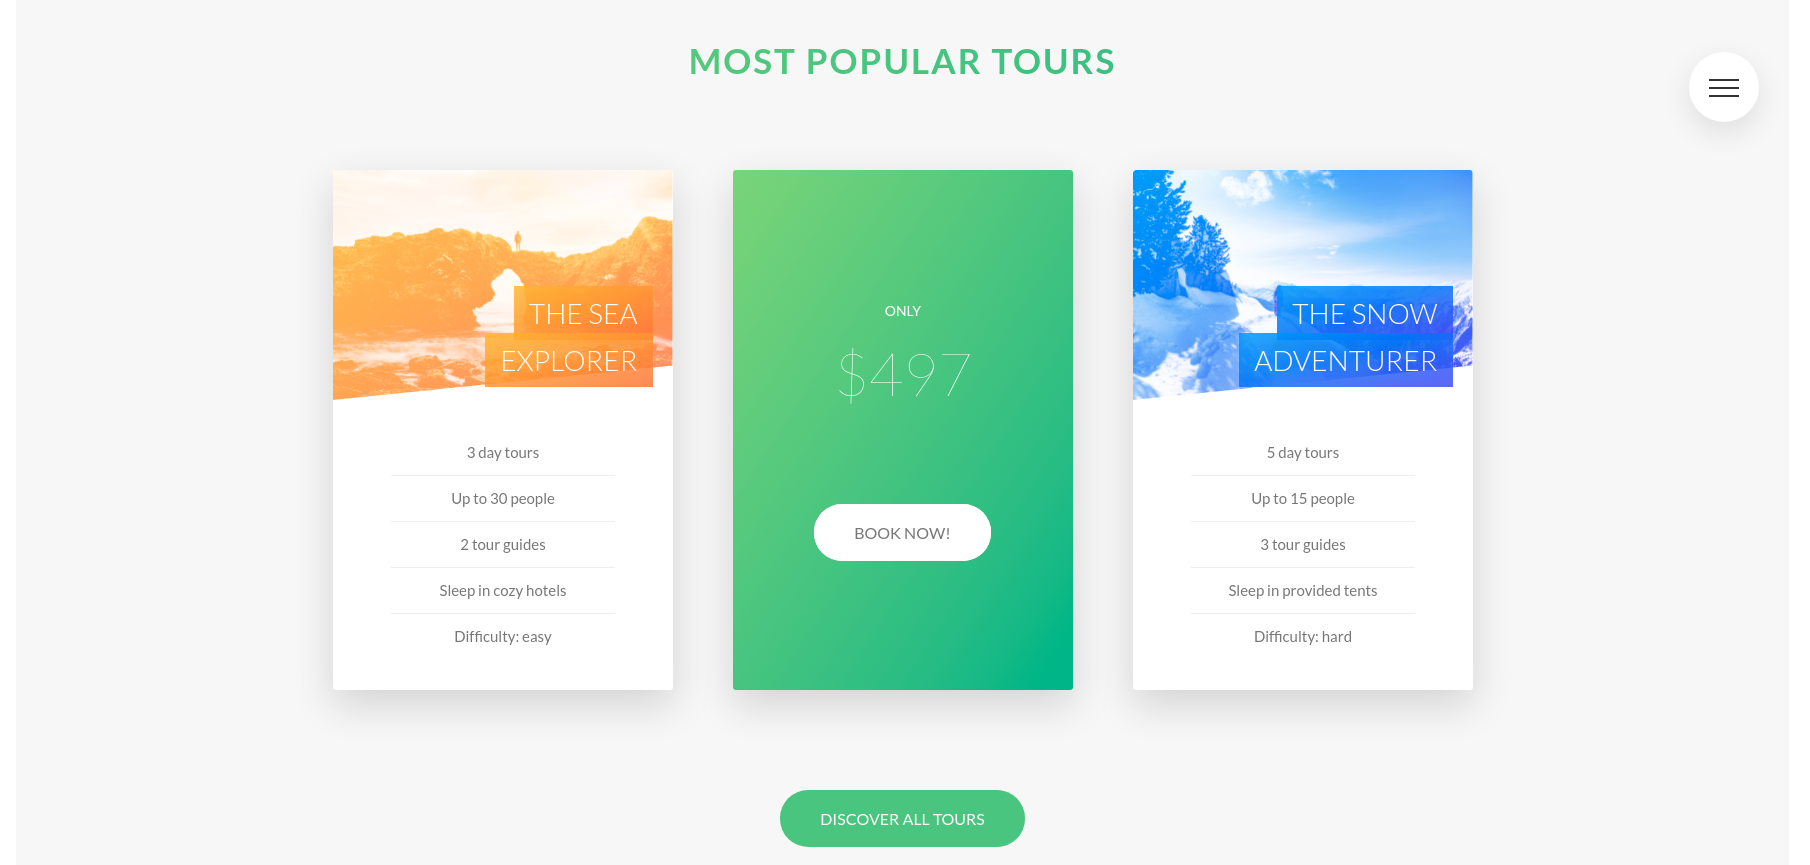 MOST POPULAR TOURS
THE SEA
EXPLORER
3 day tours
Up to 30 people
2 tour guides
Sleep in cozy hotels
Difficulty: easy
ONLY
$497
BOOK NOW!
THE SNOW
ADVENTURER
5 day tours
Up to 15 people
3 tour guides
Sleep in provided tents
Difficulty: hard
DISCOVER ALL TOURS